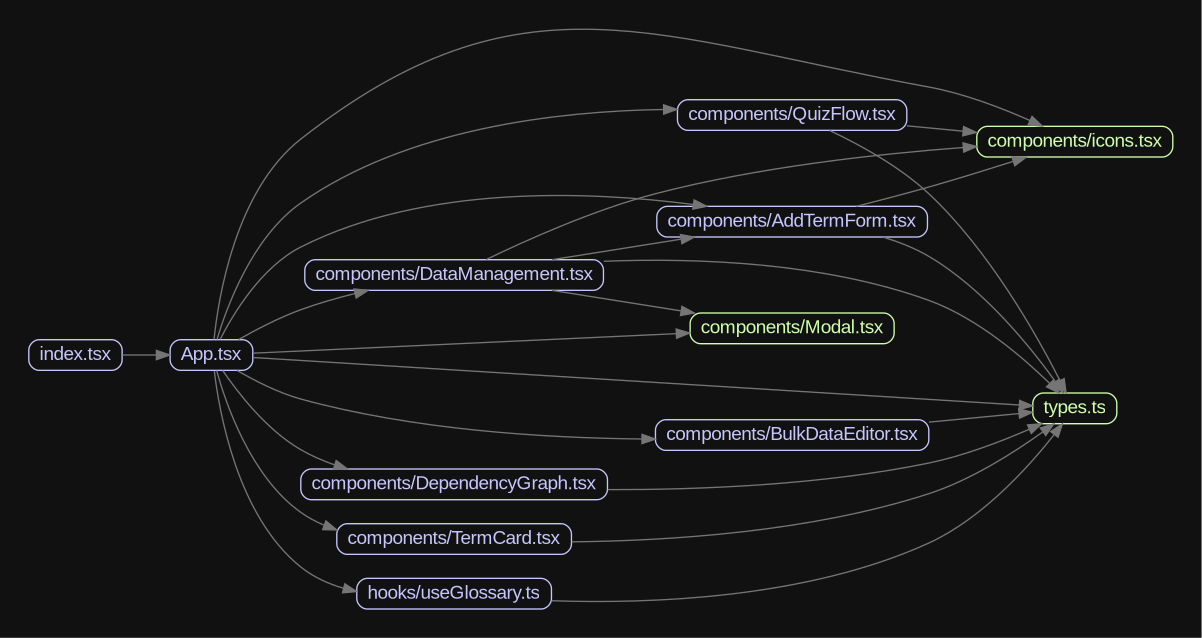 components/QuizFlow.tsx
components/icons.tsx
components/AddTermForm.tsx
components/DataManagement.tsx
components/Modal.tsx
index.tsx
App.tsx
types.ts
components/BulkDataEditor.tsx
components/DependencyGraph.tsx
components/TermCard.tsx
hooks/useGlossary.ts